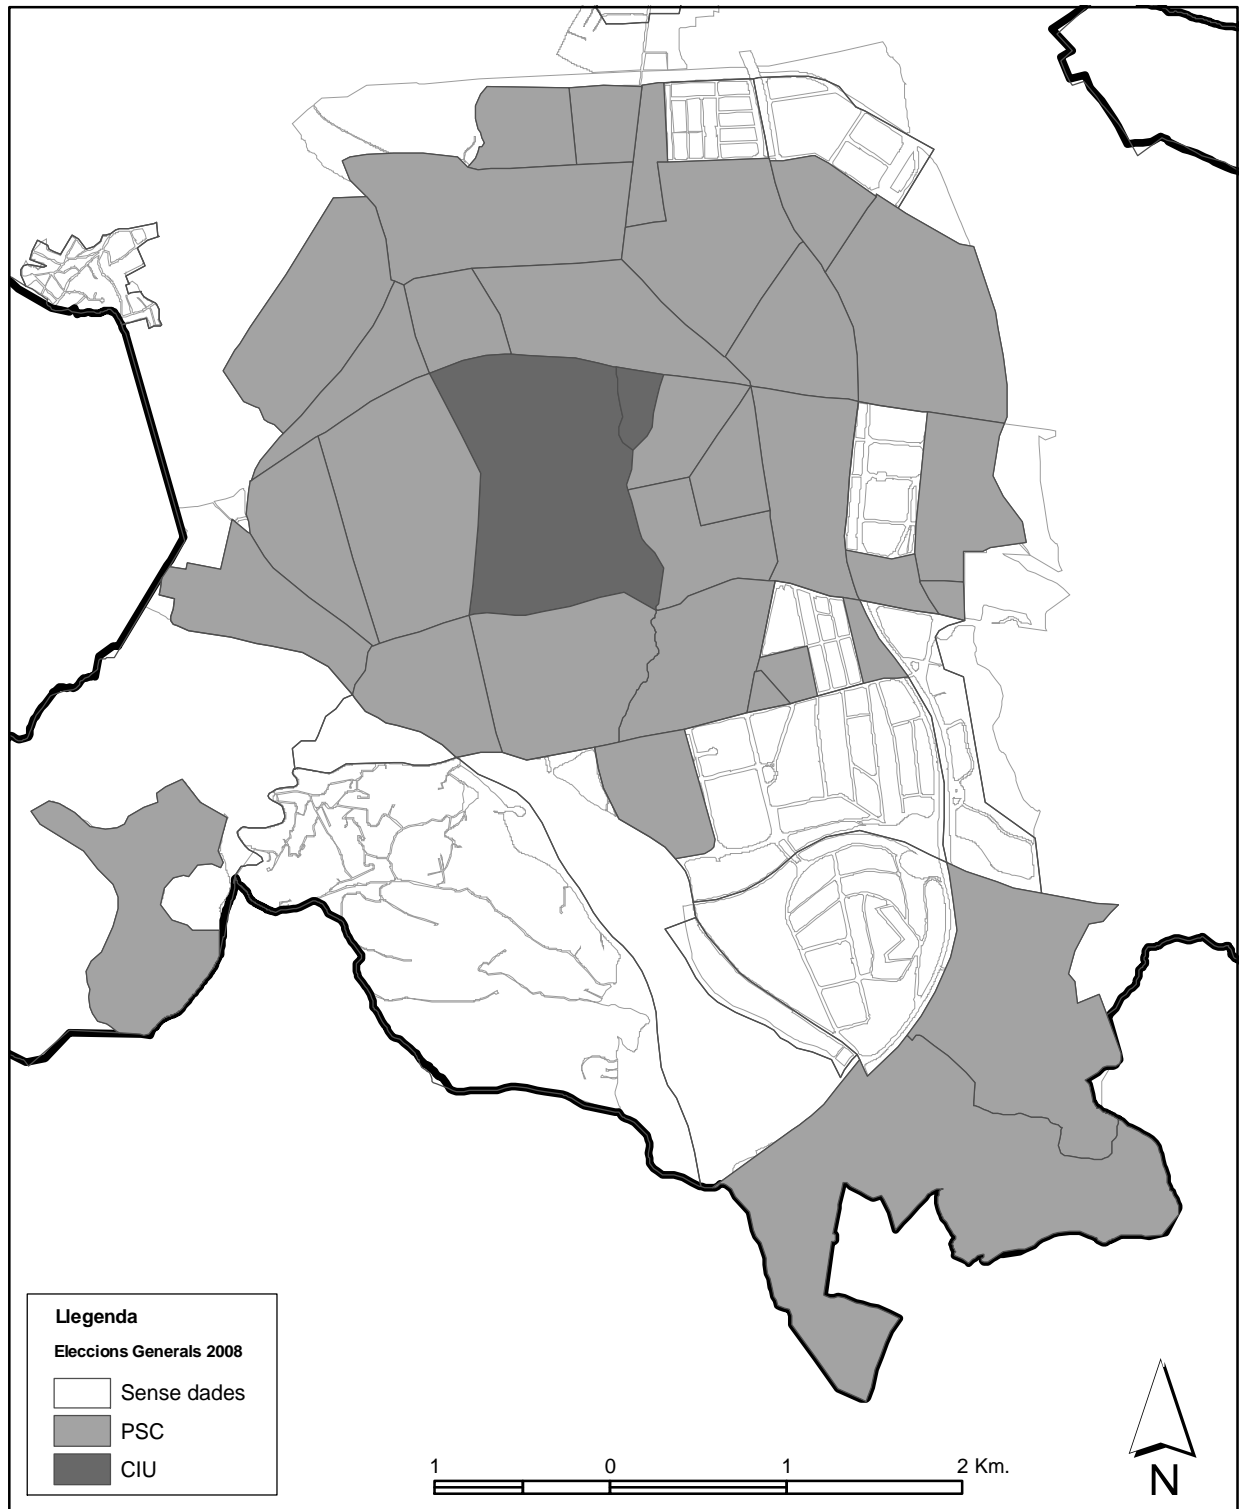 Llegenda
Eleccions Generals 2008
Sense dades
PSC
CIU
1 0 1 2 Km.
N